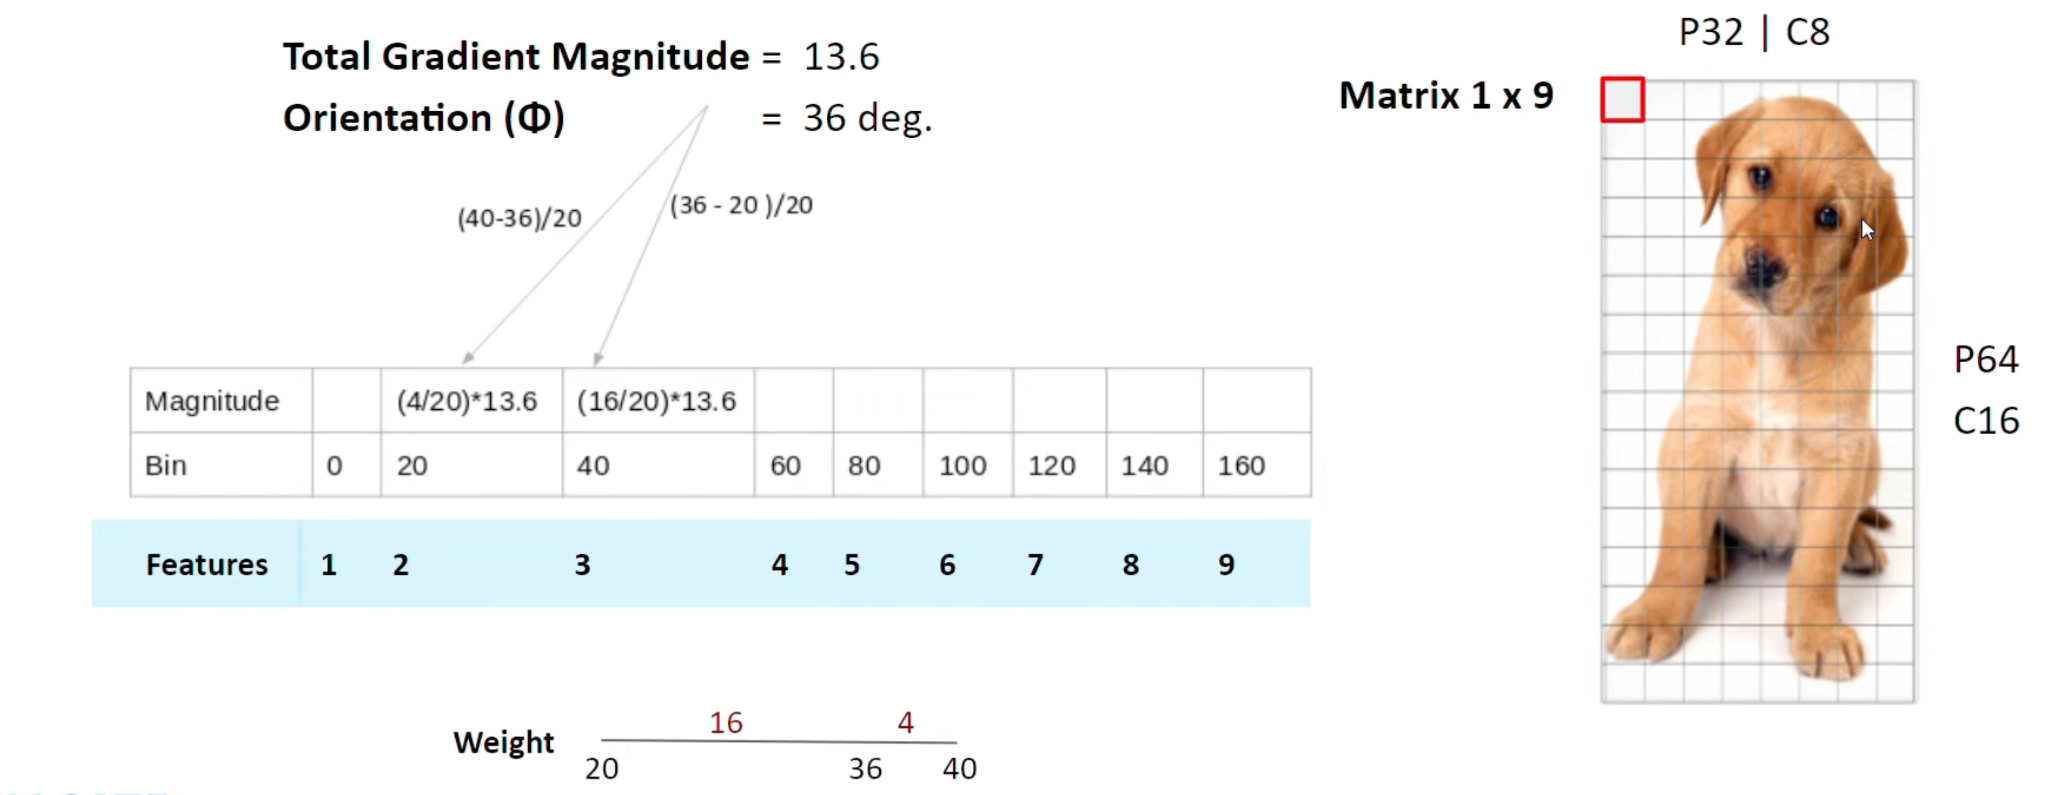 P32 | C8
Total Gradient Magnitude = 13.6
Matrix 1 x 9
Orientation (Φ) = 36 deg.
(40-36)/20
(36 - 20 )/20
P64
C16
Magnitude (4/20)*13.6 (16/20)*13.6
Bin 0 20 40 60 80 100 120 140 160
Features 1 2 3 4 5 6 7 8 9
16 4
Weight
20 36 40